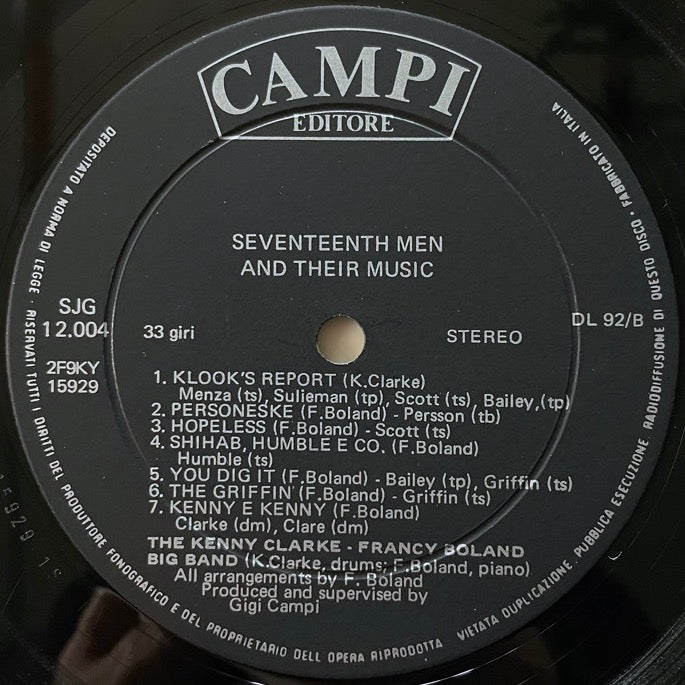 CAMPI
EDITORE
DEPOSITATO A NORMA DI LEGGE · RISERVATI TUTTI I DIRITTI DEL PRODUTTORE FONOGRAFICO E DEL PROPRIETARIO DELL OPERA RIPRODOTTA VIETATA DUPLICAZIONE, PUBBLICA ESECUZIONE, RADIODIFFUSIONE DI QUESTO DISCO · FABBRICATO IN ITALIA
SEVENTEENTH MEN
AND THEIR MUSIC
SJG
12.004
33 giri
STEREO
DL 92/B
2F9KY
15929
1. KLOOK'S REPORT (K.Clarke)
Menza (ts), Sulieman (tp), Scott (ts), Bailey,(tp)
2. PERSONESKE (F.Boland) - Persson (tb)
3. HOPELESS (F.Boland) - Scott (ts)
4. SHIHAB, HUMBLE E CO. (F.Boland)
Humble (ts)
5. YOU DIG IT (F.Boland) - Bailey (tp), Griffin (ts)
6. THE GRIFFIN (F.Boland) - Griffin (ts)
7. KENNY E KENNY (F.Boland)
Clarke (dm), Clare (dm)
THE KENNY CLARKE - FRANCY BOLAND
BIG BAND (K.Clarke, drums; F.Boland, piano)
All arrangements by F. Boland
Produced and supervised by
Gigi Campi